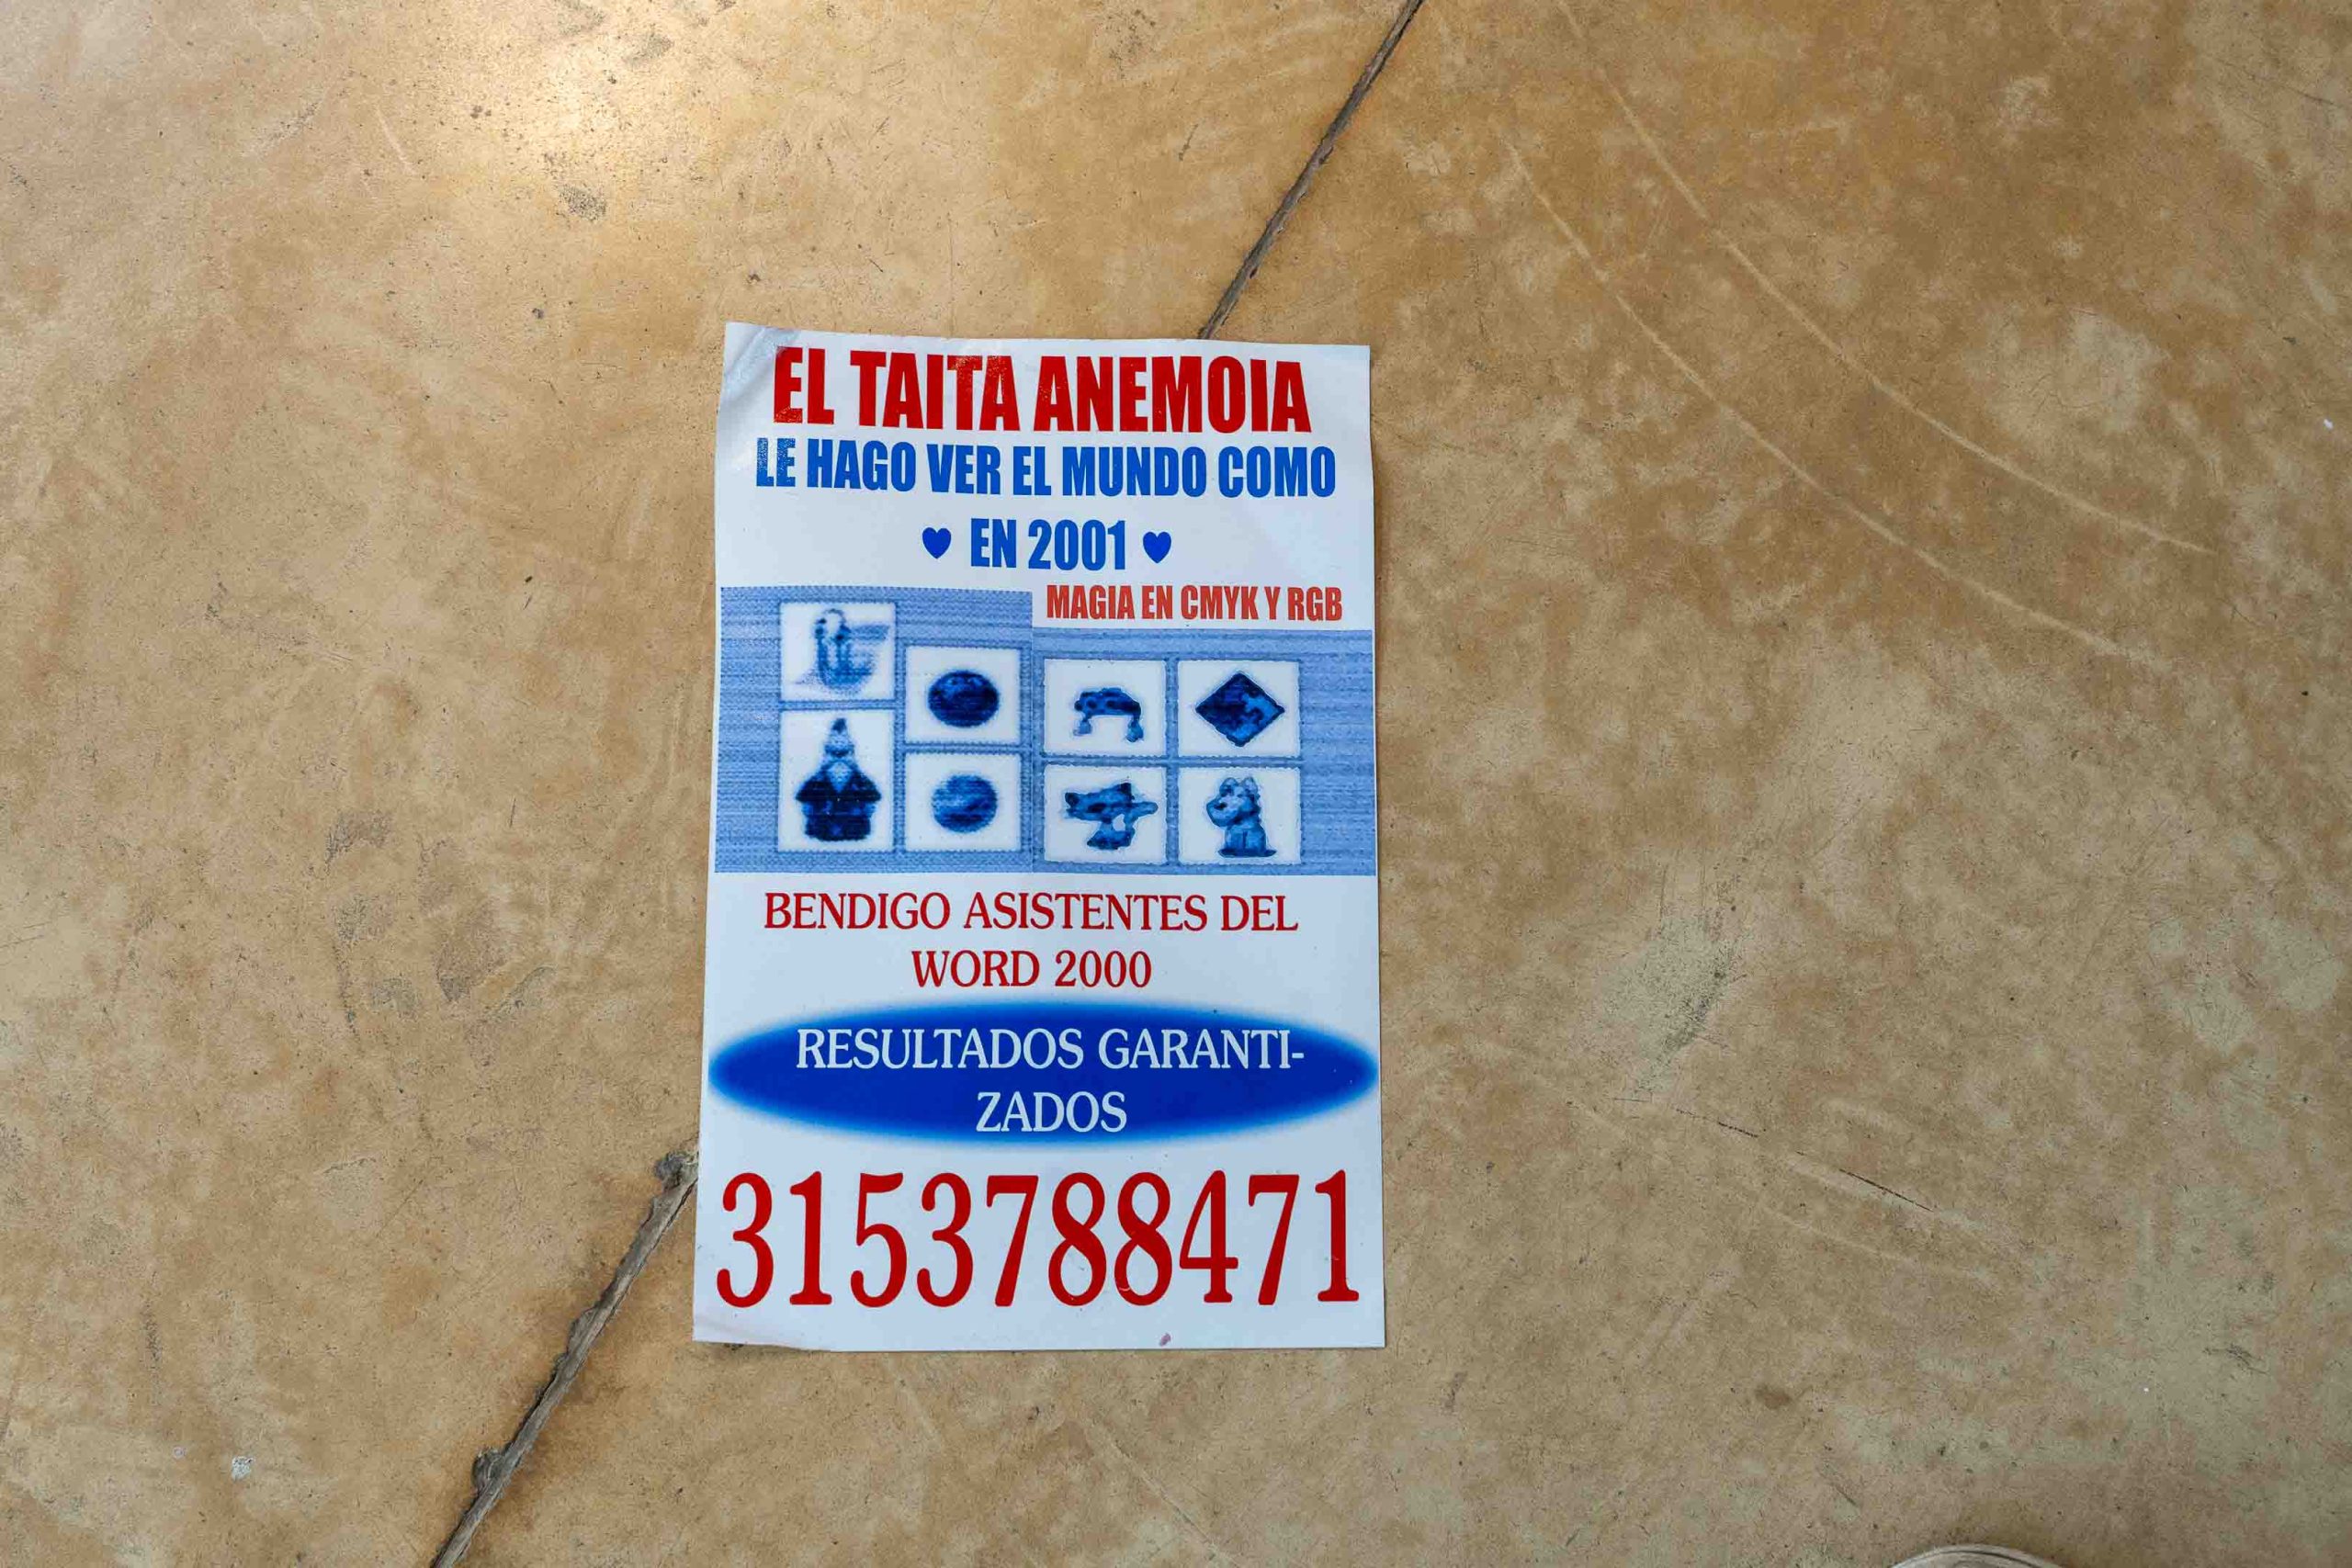 EL TAITA ANEMOIA
LE HAGO VER EL MUNDO COMO
♥ EN 2001 ♥
MAGIA EN CMYK Y RGB
BENDIGO ASISTENTES DEL
WORD 2000
RESULTADOS GARANTI-
ZADOS
3153788471